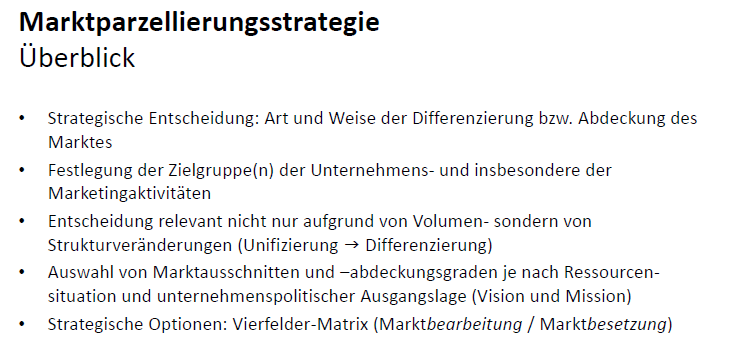 Marktparzellierungsstrategie
Überblick
• Strategische Entscheidung: Art und Weise der Differenzierung bzw. Abdeckung des
Marktes
• Festlegung der Zielgruppe(n) der Unternehmens- und insbesondere der
Marketingaktivitäten
• Entscheidung relevant nicht nur aufgrund von Volumen- sondern von
Strukturveränderungen (Unifizierung → Differenzierung)
• Auswahl von Marktausschnitten und –abdeckungsgraden je nach Ressourcen-
situation und unternehmenspolitischer Ausgangslage (Vision und Mission)
• Strategische Optionen: Vierfelder-Matrix (Marktbearbeitung / Marktbesetzung)